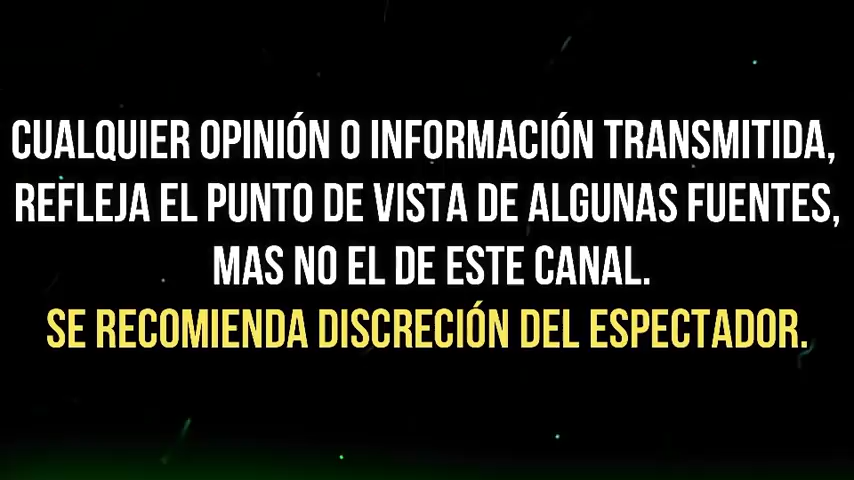 CUALQUIER OPINIÓN O INFORMACIÓN TRANSMITIDA,
REFLEJA EL PUNTO DE VISTA DE ALGUNAS FUENTES,
MAS NO EL DE ESTE CANAL.
SE RECOMIENDA DISCRECIÓN DEL ESPECTADOR.